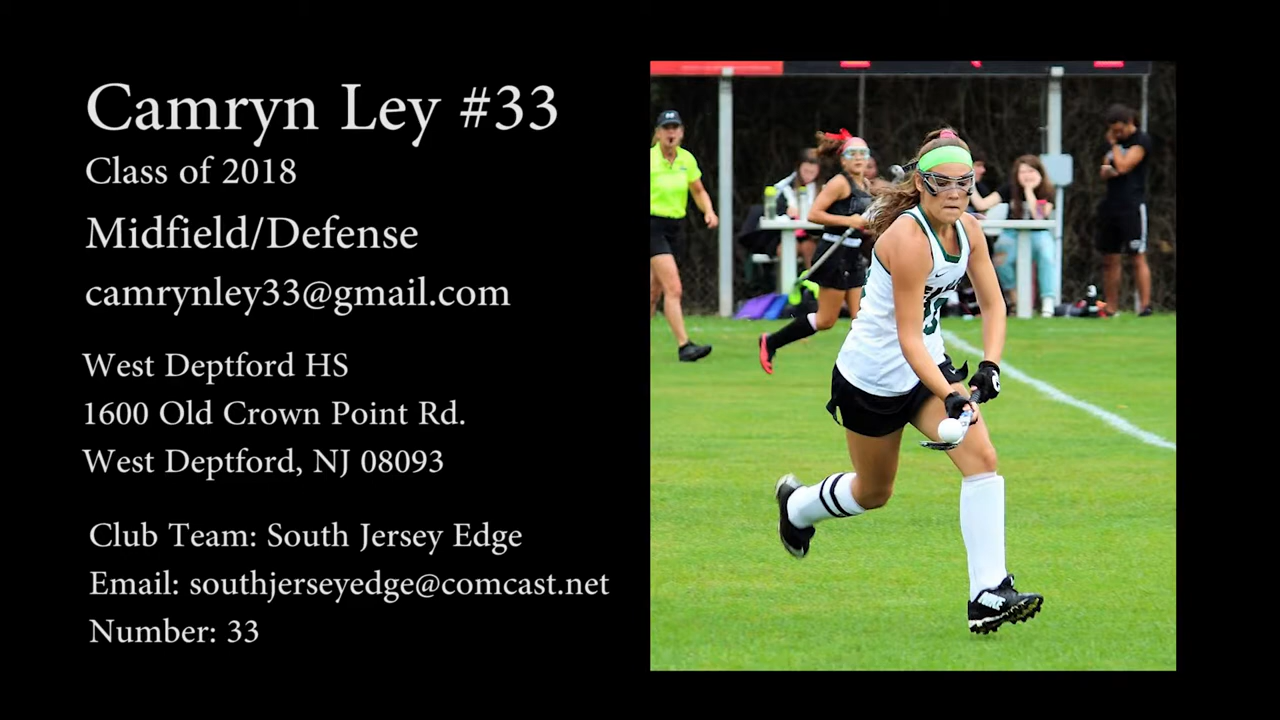 Camryn Ley #33
Class of 2018
Midfield/Defense
camrynley33@gmail.com
West Deptford HS
1600 Old Crown Point Rd.
West Deptford, NJ 08093
Club Team: South Jersey Edge
Email: southjerseyedge@comcast.net
Number: 33